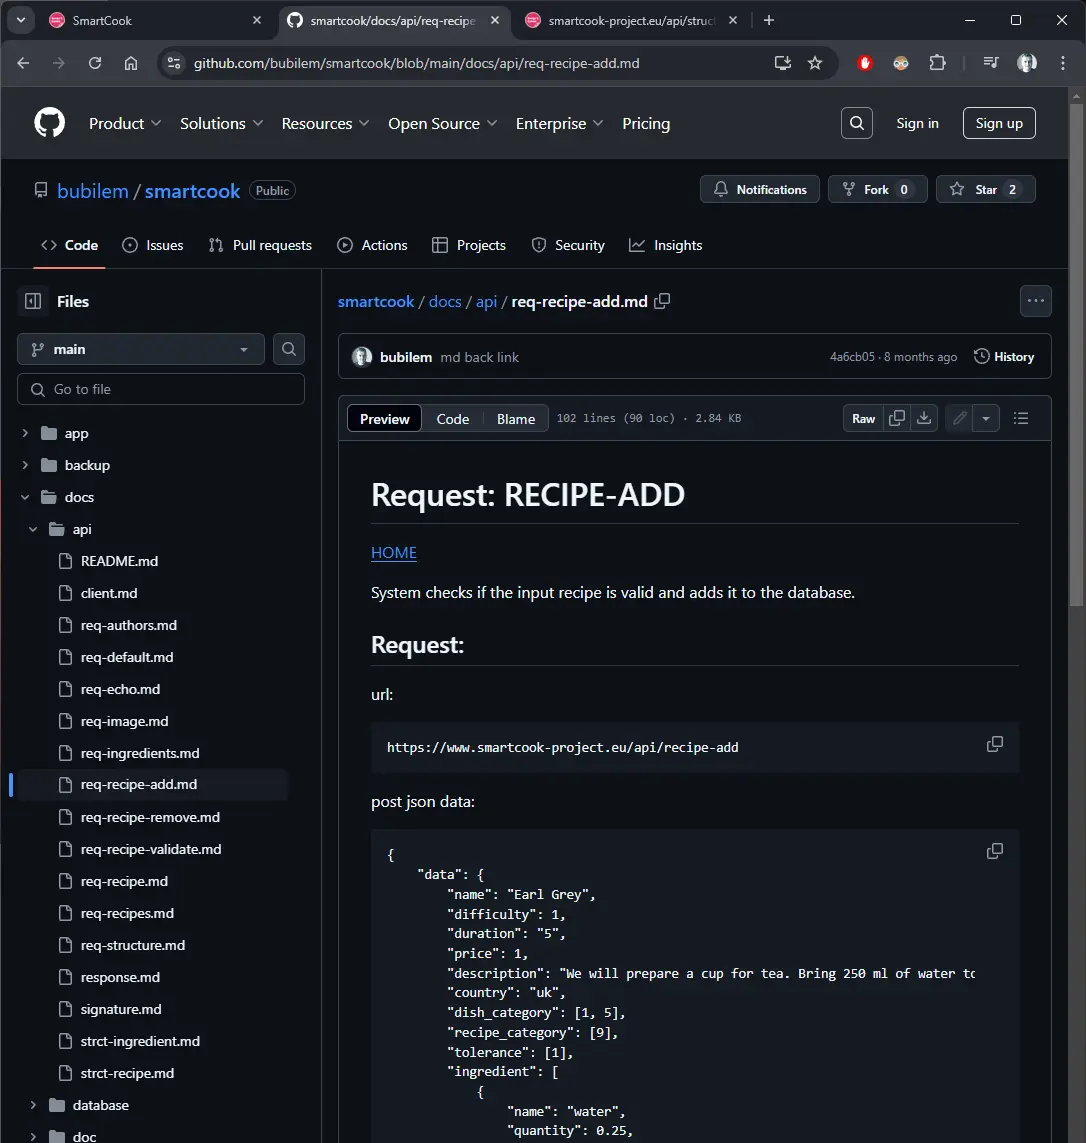 SmartCook
smartcook/docs/api/req-recipe
smartcook-project.eu/api/struc
github.com/bubilem/smartcook/blob/main/docs/api/req-recipe-add.md
Product Solutions Resources Open Source Enterprise Pricing
Sign in
Sign up
bubilem / smartcook Public
Notifications
Fork 0
Star 2
Code Issues Pull requests Actions Projects Security Insights
Files
main
Go to file
app
backup
docs
api
README.md
client.md
req-authors.md
req-default.md
req-echo.md
req-image.md
req-ingredients.md
req-recipe-add.md
req-recipe-remove.md
req-recipe-validate.md
req-recipe.md
req-recipes.md
req-structure.md
response.md
signature.md
strct-ingredient.md
strct-recipe.md
database
doc
smartcook / docs / api / req-recipe-add.md
bubilem md back link
4a6cb05 · 8 months ago
History
Preview Code Blame 102 lines (90 loc) · 2.84 KB
Raw
Request: RECIPE-ADD
HOME
System checks if the input recipe is valid and adds it to the database.
Request:
url:
https://www.smartcook-project.eu/api/recipe-add
post json data:
{
"data": {
"name": "Earl Grey",
"difficulty": 1,
"duration": "5",
"price": 1,
"description": "We will prepare a cup for tea. Bring 250 ml of water to
"country": "uk",
"dish_category": [1, 5],
"recipe_category": [9],
"tolerance": [1],
"ingredient": [
{
"name": "water",
"quantity": 0.25,